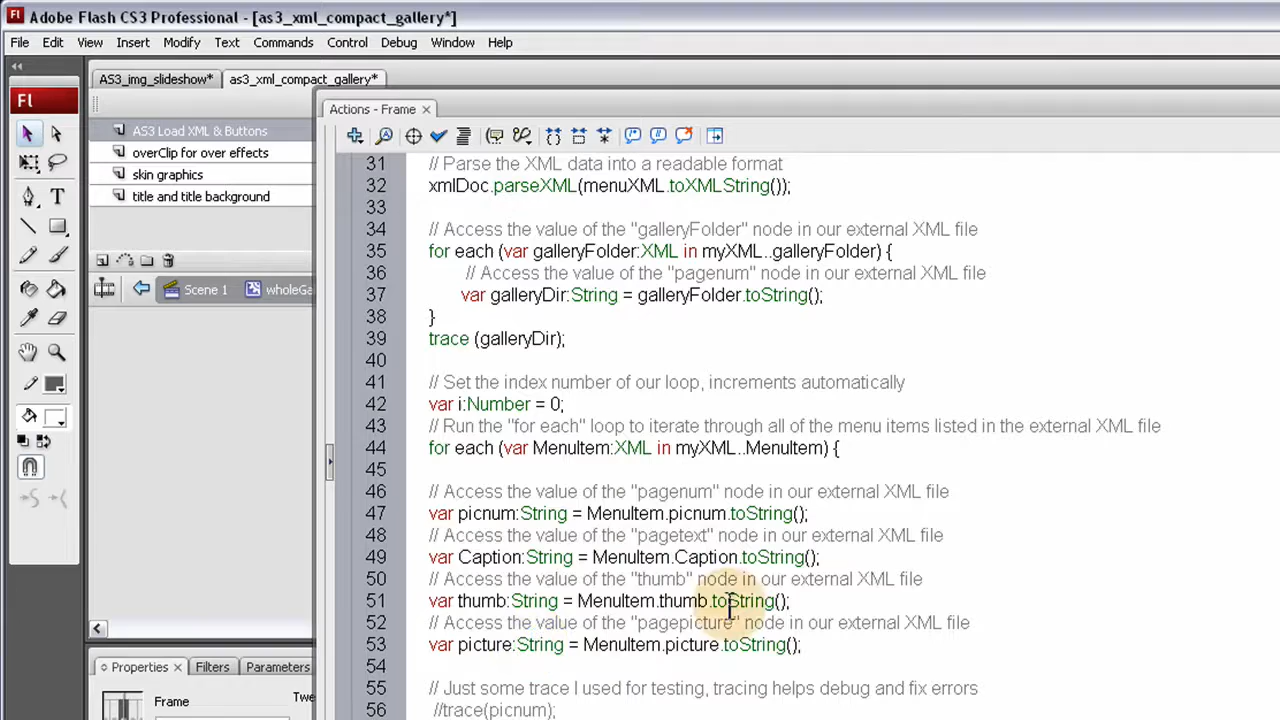 Fl Adobe Flash CS3 Professional - [as3_xml_compact_gallery*]
File Edit View Insert Modify Text Commands Control Debug Window Help
AS3_img_slideshow* as3_xml_compact_gallery*
Fl
Actions - Frame
AS3 Load XML & Buttons
overClip for over effects
skin graphics
title and title background
Scene 1 wholeGa
31 // Parse the XML data into a readable format
32 xmlDoc.parseXML(menuXML.toXMLString());
33
34 // Access the value of the "galleryFolder" node in our external XML file
35 for each (var galleryFolder:XML in myXML..galleryFolder) {
36 // Access the value of the "pagenum" node in our external XML file
37 var galleryDir:String = galleryFolder.toString();
38 }
39 trace (galleryDir);
40
41 // Set the index number of our loop, increments automatically
42 var i:Number = 0;
43 // Run the "for each" loop to iterate through all of the menu items listed in the external XML file
44 for each (var MenuItem:XML in myXML..MenuItem) {
45
46 // Access the value of the "pagenum" node in our external XML file
47 var picnum:String = MenuItem.picnum.toString();
48 // Access the value of the "pagetext" node in our external XML file
49 var Caption:String = MenuItem.Caption.toString();
50 // Access the value of the "thumb" node in our external XML file
51 var thumb:String = MenuItem.thumb.toString();
52 // Access the value of the "pagepicture" node in our external XML file
53 var picture:String = MenuItem.picture.toString();
54
55 // Just some trace I used for testing, tracing helps debug and fix errors
56 //trace(picnum);
Properties Filters Parameters
Frame Twe